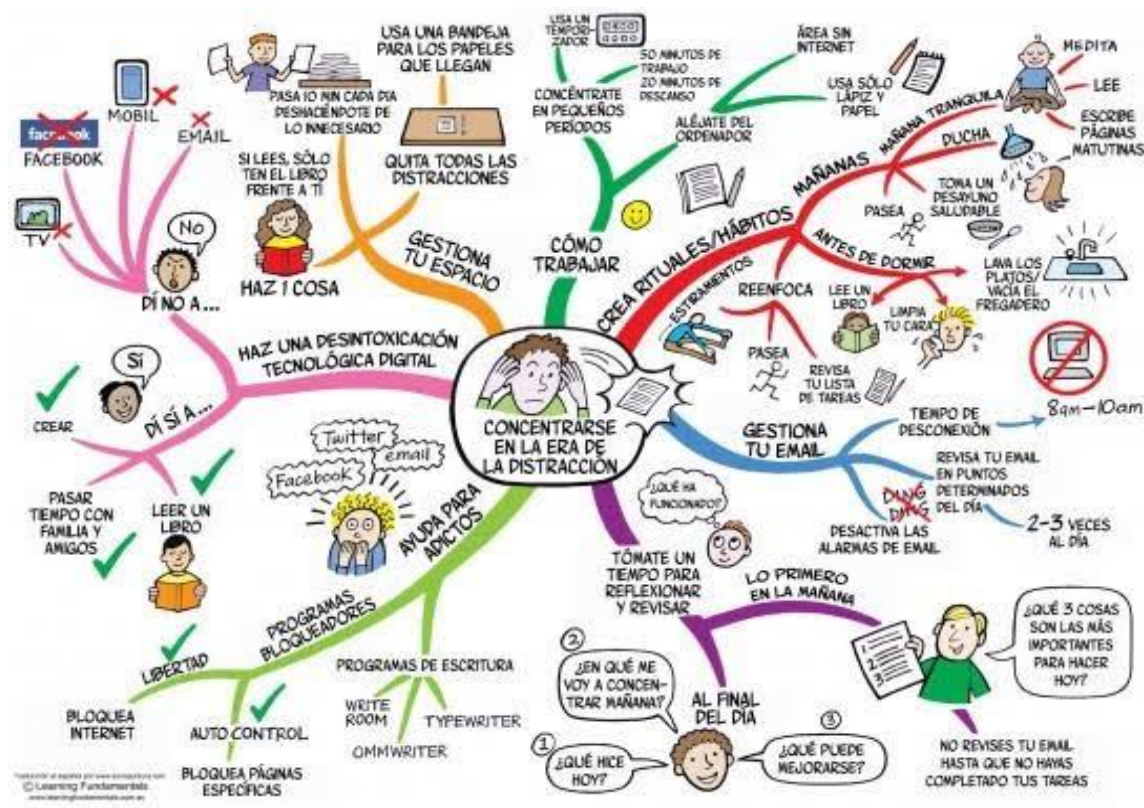 CONCENTRARSE
EN LA ERA DE
LA DISTRACCIÓN
CÓMO
TRABAJAR
CONCÉNTRATE
EN PEQUEÑOS
PERÍODOS
USA UN
TEMPORI-
ZADOR
50 MINUTOS DE
TRABAJO
20 MINUTOS DE
DESCANSO
ALÉJATE DEL
ORDENADOR
ÁREA SIN
INTERNET
USA SÓLO
LÁPIZ Y
PAPEL
CREA RITUALES/HÁBITOS
MAÑANAS
MAÑANA TRANQUILA
MEDITA
LEE
ESCRIBE
PÁGINAS
MATUTINAS
DUCHA
TOMA UN
DESAYUNO
SALUDABLE
PASEA
ANTES DE DORMIR
LAVA LOS
PLATOS/
VACÍA EL
FREGADERO
LEE UN
LIBRO
LIMPIA
TU CARA
REENFOCA
ESTIRAMIENTOS
PASEA
REVISA
TU LISTA
DE TAREAS
GESTIONA
TU EMAIL
TIEMPO DE
DESCONEXIÓN
8am-10am
REVISA TU EMAIL
EN PUNTOS
DETERMINADOS
DEL DÍA
2-3 VECES
AL DÍA
DING
DING
DESACTIVA LAS
ALARMAS DE EMAIL
¿QUÉ HA
FUNCIONADO?
TÓMATE UN
TIEMPO PARA
REFLEXIONAR
Y REVISAR
LO PRIMERO
EN LA MAÑANA
1
2
3
¿QUÉ 3 COSAS
SON LAS MÁS
IMPORTANTES
PARA HACER
HOY?
NO REVISES TU EMAIL
HASTA QUE NO HAYAS
COMPLETADO TUS TAREAS
AL FINAL
DEL DÍA
1
¿QUÉ HICE
HOY?
2
¿EN QUÉ ME
VOY A CONCEN-
TRAR MAÑANA?
3
¿QUÉ PUEDE
MEJORARSE?
AYUDA PARA
ADICTOS
Twitter
email
Facebook
PROGRAMAS
BLOQUEADORES
LIBERTAD
BLOQUEA
INTERNET
AUTO CONTROL
BLOQUEA PÁGINAS
ESPECÍFICAS
PROGRAMAS DE ESCRITURA
WRITE
ROOM
OMMWRITER
TYPEWRITER
HAZ UNA DESINTOXICACIÓN
TECNOLÓGICA DIGITAL
DÍ NO A...
No
TV
facebook
FACEBOOK
MOBIL
EMAIL
DÍ SÍ A...
Sí
CREAR
PASAR
TIEMPO CON
FAMILIA Y
AMIGOS
LEER UN
LIBRO
GESTIONA
TU ESPACIO
HAZ 1 COSA
SI LEES, SÓLO
TEN EL LIBRO
FRENTE A TÍ
PASA 10 MIN CADA DÍA
DESHACIÉNDOTE DE
LO INNECESARIO
USA UNA BANDEJA
PARA LOS PAPELES
QUE LLEGAN
QUITA TODAS LAS
DISTRACCIONES
© Learning Fundamentals
www.learningfundamentals.com.au